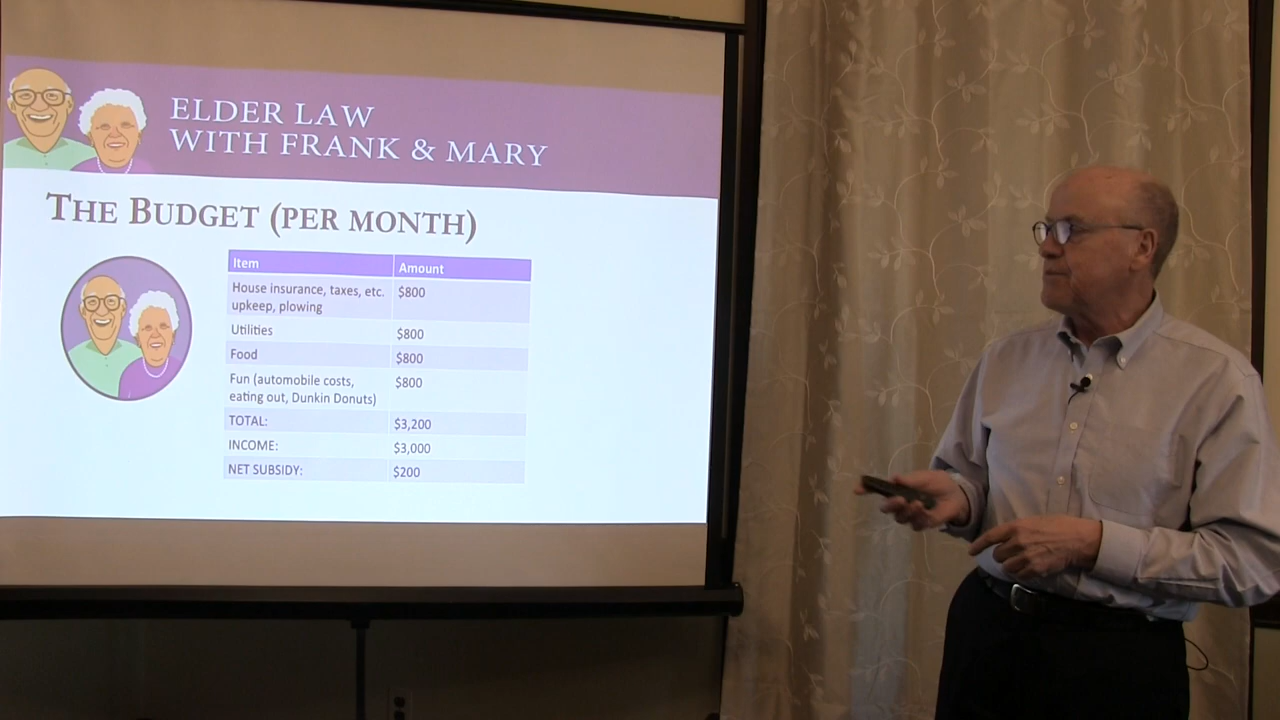 ELDER LAW
WITH FRANK & MARY
THE BUDGET (PER MONTH)
Item Amount
House insurance, taxes, etc. $800
upkeep, plowing
Utilities $800
Food $800
Fun (automobile costs, $800
eating out, Dunkin Donuts)
TOTAL: $3,200
INCOME: $3,000
NET SUBSIDY: $200